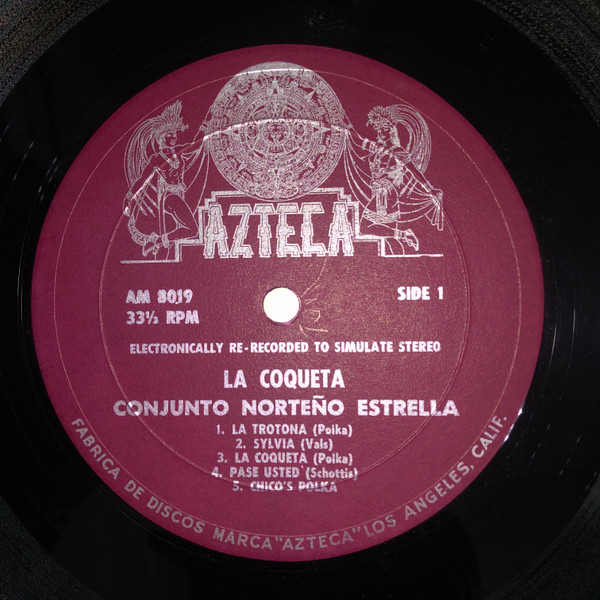 AZTECA
AM 8019
SIDE 1
33⅓ RPM
ELECTRONICALLY RE-RECORDED TO SIMULATE STEREO
LA COQUETA
CONJUNTO NORTEÑO ESTRELLA
1. LA TROTONA (Polka)
2. SYLVIA (Vals)
3. LA COQUETA (Polka)
4. PASE USTED (Schottis)
5. CHICO'S POLKA
FABRICA DE DISCOS MARCA "AZTECA" LOS ANGELES, CALIF.